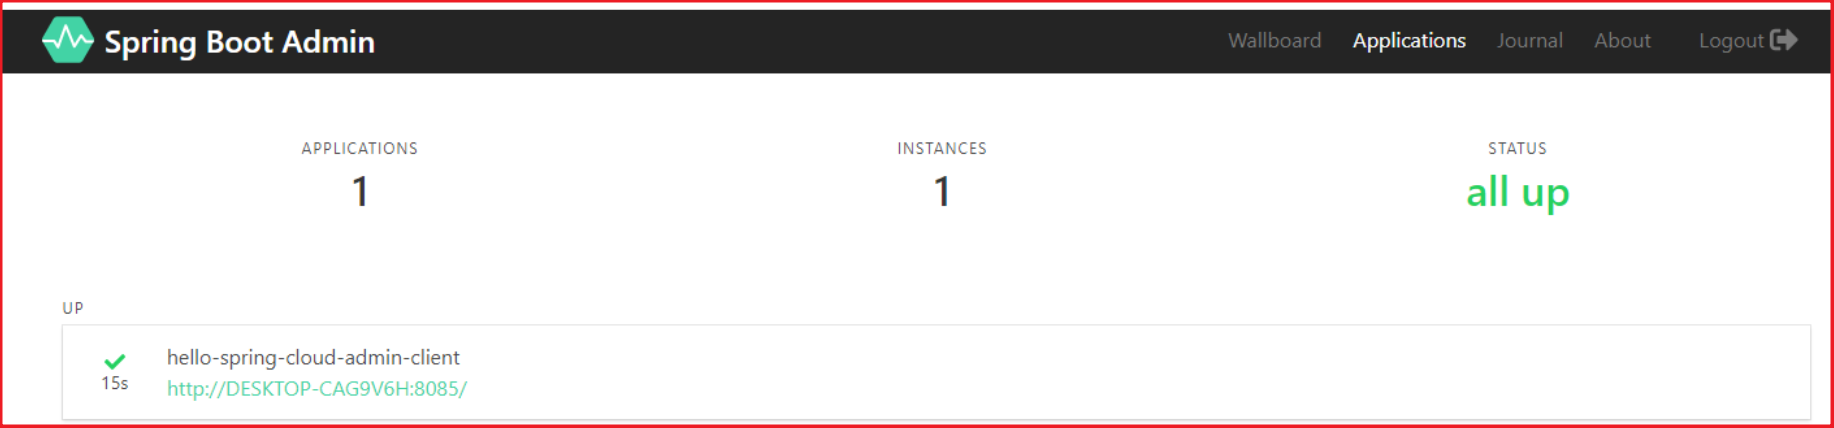 Spring Boot Admin Wallboard Applications Journal About Logout
APPLICATIONS INSTANCES STATUS
1 1 all up
UP
hello-spring-cloud-admin-client
15s
http://DESKTOP-CAG9V6H:8085/